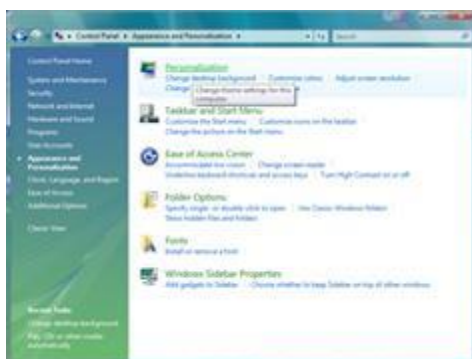 Control Panel ▸ Appearance and Personalization
Search
Control Panel Home
System and Maintenance
Security
Network and Internet
Hardware and Sound
Programs
User Accounts
Appearance and
Personalization
Clock, Language, and Region
Ease of Access
Additional Options
Classic View
Recent Tasks
Change desktop background
Play CDs or other media
automatically
Personalization
Change desktop background
Customize colors
Adjust screen resolution
Change
Change theme settings for this
computer.
Taskbar and Start Menu
Customize the Start menu
Customize icons on the taskbar
Change the picture on the Start menu
Ease of Access Center
Accommodate low vision
Change screen reader
Underline keyboard shortcuts and access keys
Turn High Contrast on or off
Folder Options
Specify single- or double-click to open
Use Classic Windows folders
Show hidden files and folders
Fonts
Install or remove a font
Windows Sidebar Properties
Add gadgets to Sidebar
Choose whether to keep Sidebar on top of other windows